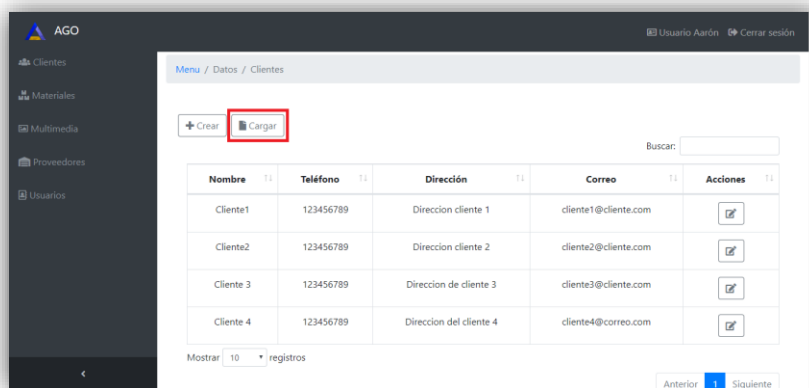 AGO
Usuario Aarón Cerrar sesión
Clientes
Materiales
Multimedia
Proveedores
Usuarios
Menu / Datos / Clientes
Crear Cargar
Buscar:
Nombre Teléfono Dirección Correo Acciones
Cliente1 123456789 Direccion cliente 1 cliente1@cliente.com
Cliente2 123456789 Direccion cliente 2 cliente2@cliente.com
Cliente 3 123456789 Direccion de cliente 3 cliente3@cliente.com
Cliente 4 123456789 Direccion del cliente 4 cliente4@correo.com
Mostrar 10 registros
Anterior 1 Siguiente